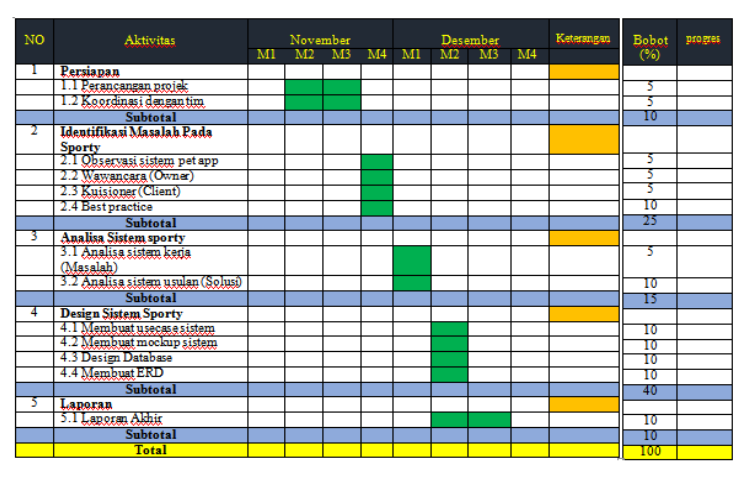 NO Aktivitas November Desember Keterangan Bobot (%) progres
M1 M2 M3 M4 M1 M2 M3 M4
1 Persiapan
1.1 Perancangan projek 5
1.2 Koordinasi dengan tim 5
Subtotal 10
2 Identifikasi Masalah Pada
Sporty
2.1 Observasi sistem pet app 5
2.2 Wawancara (Owner) 5
2.3 Kuisioner (Client) 5
2.4 Best practice 10
Subtotal 25
3 Analisa Sistem sporty
3.1 Analisa sistem kerja 5
(Masalah)
3.2 Analisa sistem usulan (Solusi) 10
Subtotal 15
4 Design Sistem Sporty
4.1 Membuat usecase sistem 10
4.2 Membuat mockup sistem 10
4.3 Design Database 10
4.4 Membuat ERD 10
Subtotal 40
5 Laporan
5.1 Laporan Akhir 10
Subtotal 10
Total 100